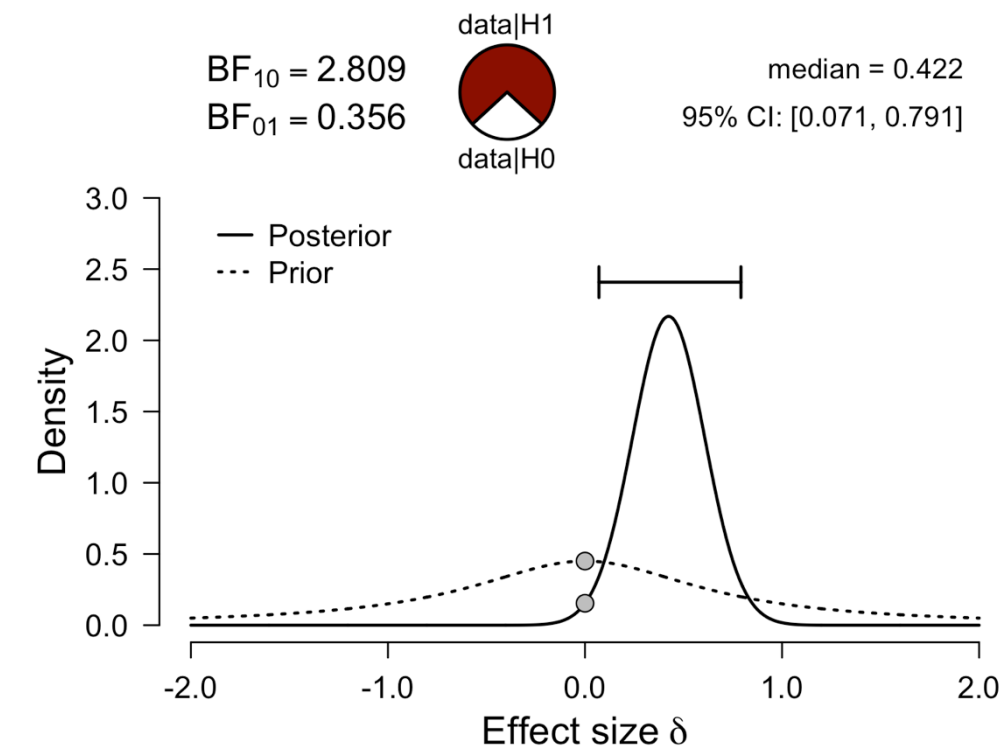 data|H1
BF₁₀ = 2.809
BF₀₁ = 0.356
median = 0.422
95% CI: [0.071, 0.791]
data|H0
Posterior
Prior
Density
3.0
2.5
2.0
1.5
1.0
0.5
0.0
-2.0 -1.0 0.0 1.0 2.0
Effect size δ